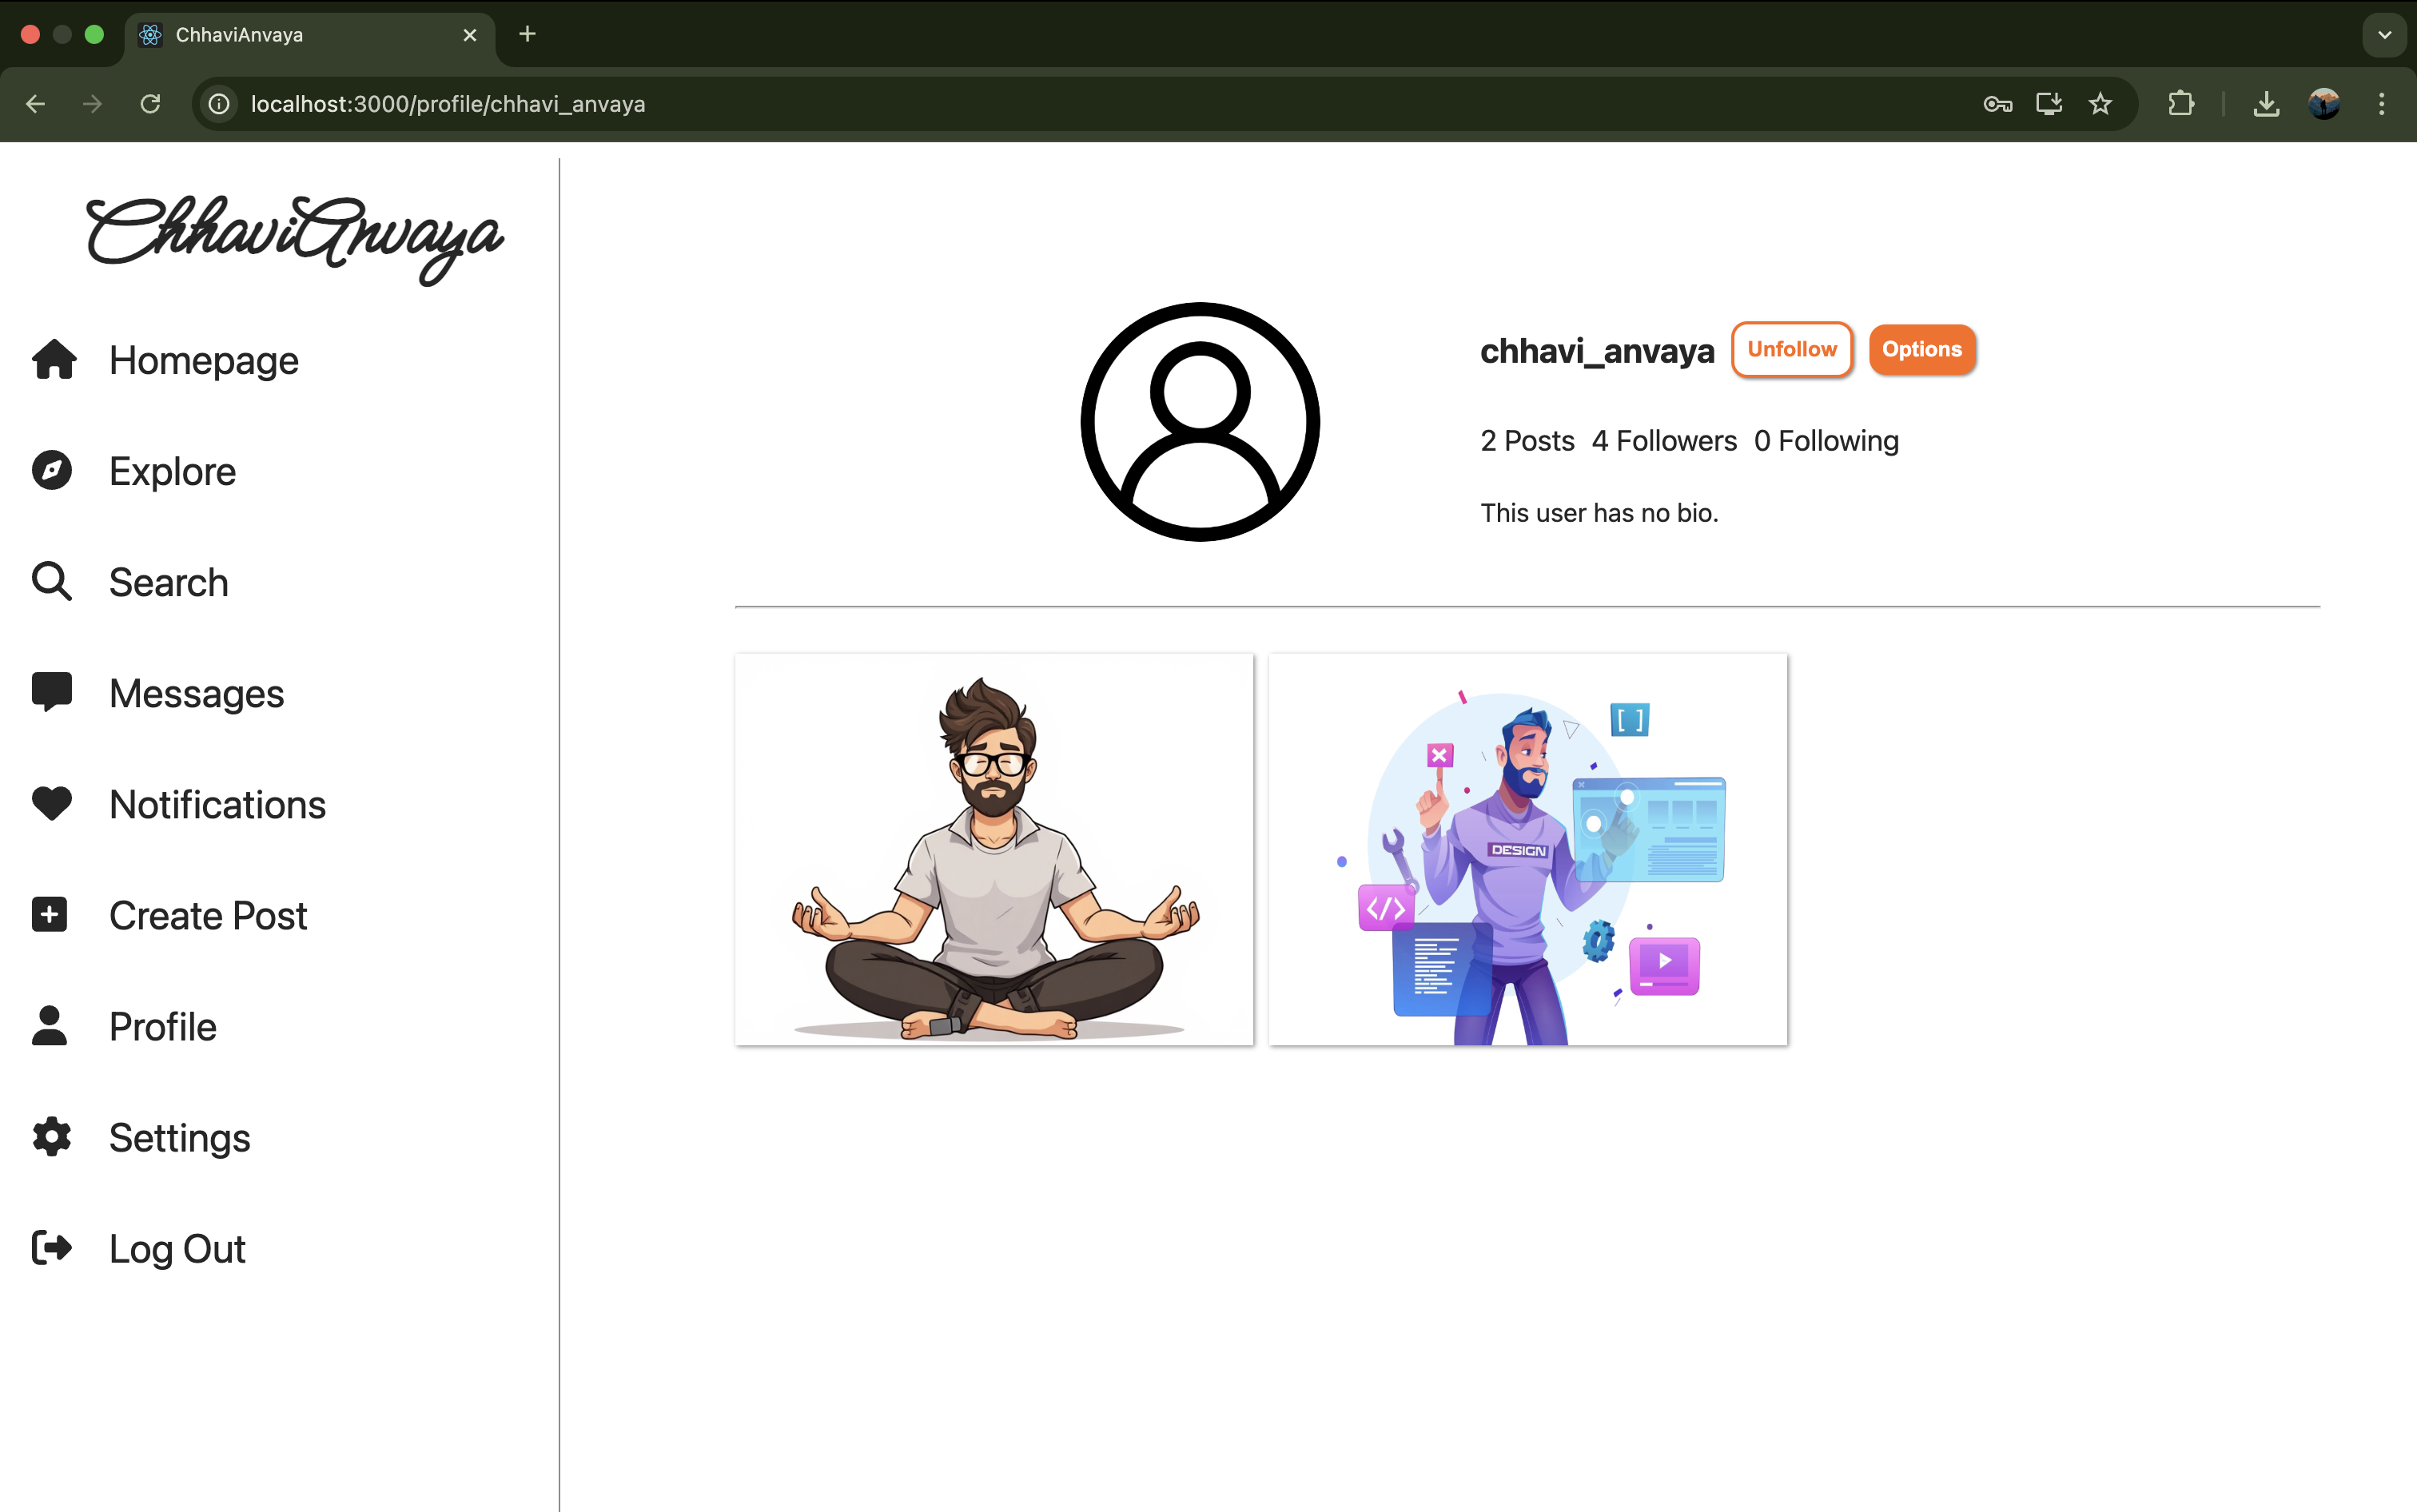 ChhaviAnvaya
localhost:3000/profile/chhavi_anvaya
ChhaviAnvaya
Homepage
Explore
Search
Messages
Notifications
Create Post
Profile
Settings
Log Out
chhavi_anvaya Unfollow Options
2 Posts 4 Followers 0 Following
This user has no bio.
[ ]
DESIGN
</>